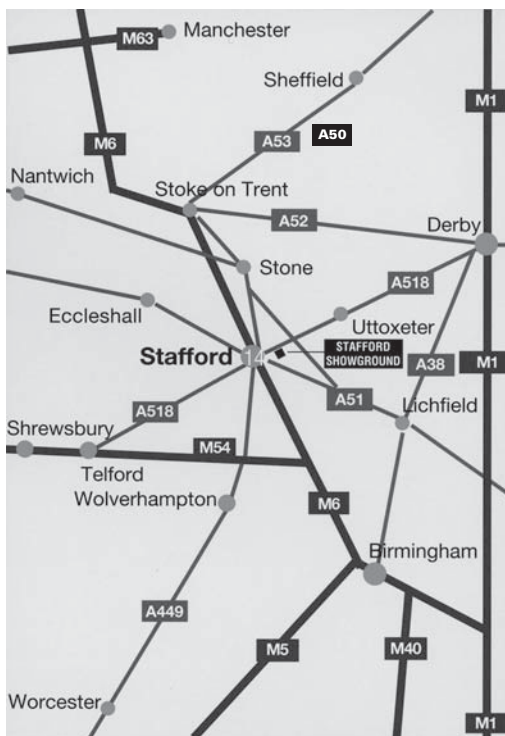 Manchester
M63
Sheffield
M1
A53
A50
M6
Nantwich
Stoke on Trent
A52
Derby
Stone
A518
Eccleshall
Uttoxeter
STAFFORD
SHOWGROUND
Stafford
14
A38
M1
A51
A518
Lichfield
Shrewsbury
M54
Telford
Wolverhampton
M6
Birmingham
A449
M5
M40
Worcester
M1